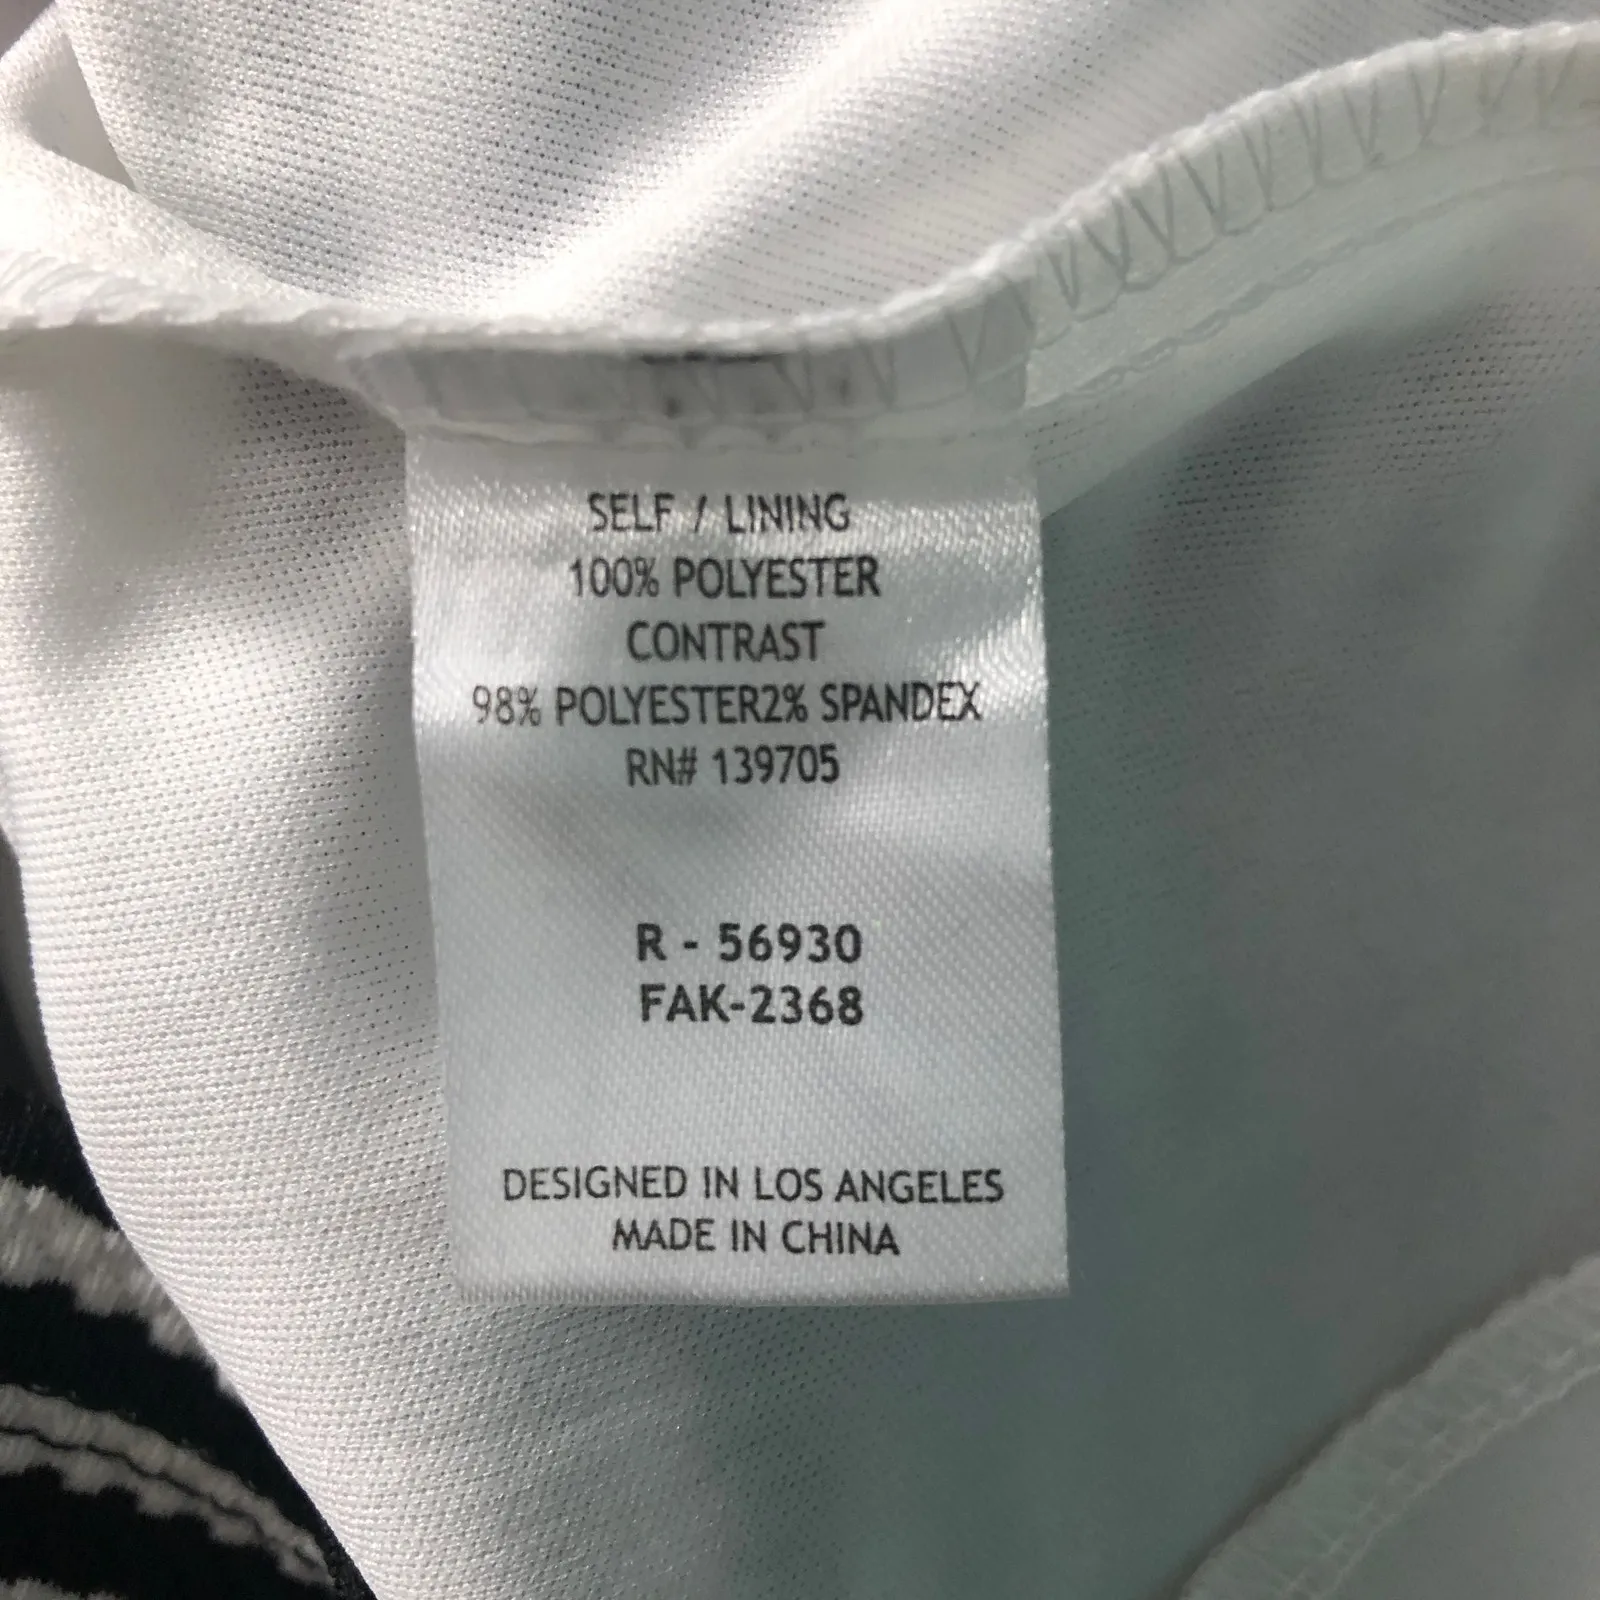 SELF / LINING
100% POLYESTER
CONTRAST
98% POLYESTER2% SPANDEX
RN# 139705
R - 56930
FAK-2368
DESIGNED IN LOS ANGELES
MADE IN CHINA